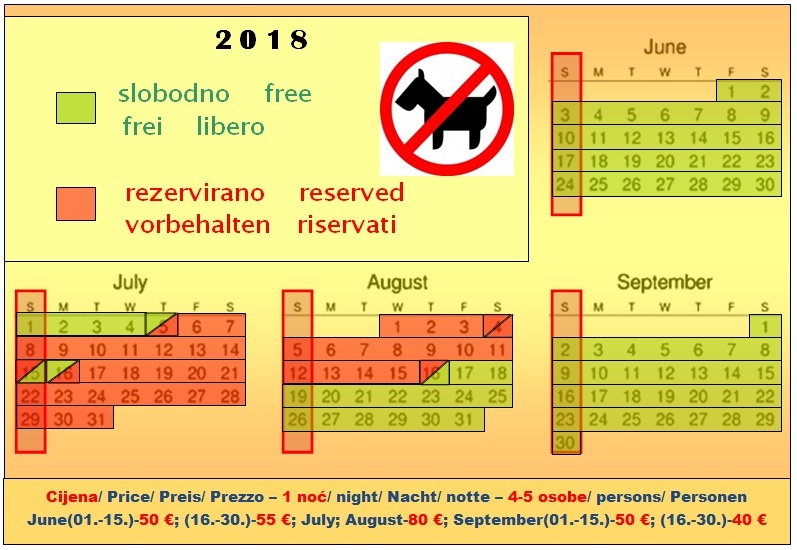 2 0 1 8
slobodno free
frei libero
rezervirano reserved
vorbehalten riservati
June
S M T W T F S
1 2
3 4 5 6 7 8 9
10 11 12 13 14 15 16
17 18 19 20 21 22 23
24 25 26 27 28 29 30
July
S M T W T F S
1 2 3 4 5 6 7
8 9 10 11 12 13 14
15 16 17 18 19 20 21
22 23 24 25 26 27 28
29 30 31
August
S M T W T F S
1 2 3 4
5 6 7 8 9 10 11
12 13 14 15 16 17 18
19 20 21 22 23 24 25
26 27 28 29 30 31
September
S M T W T F S
1
2 3 4 5 6 7 8
9 10 11 12 13 14 15
16 17 18 19 20 21 22
23 24 25 26 27 28 29
30
Cijena/ Price/ Preis/ Prezzo – 1 noć/ night/ Nacht/ notte – 4-5 osobe/ persons/ Personen
June(01.-15.)-50 €; (16.-30.)-55 €; July; August-80 €; September(01.-15.)-50 €; (16.-30.)-40 €